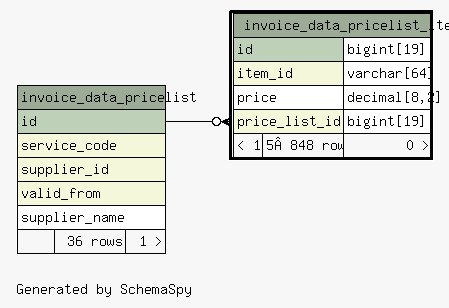 invoice_data_pricelist_ite
id bigint[19]
item_id varchar[64]
price decimal[8,2]
price_list_id bigint[19]
< 1 5Â 848 row 0 >
invoice_data_pricelist
id
service_code
supplier_id
valid_from
supplier_name
36 rows 1 >
Generated by SchemaSpy